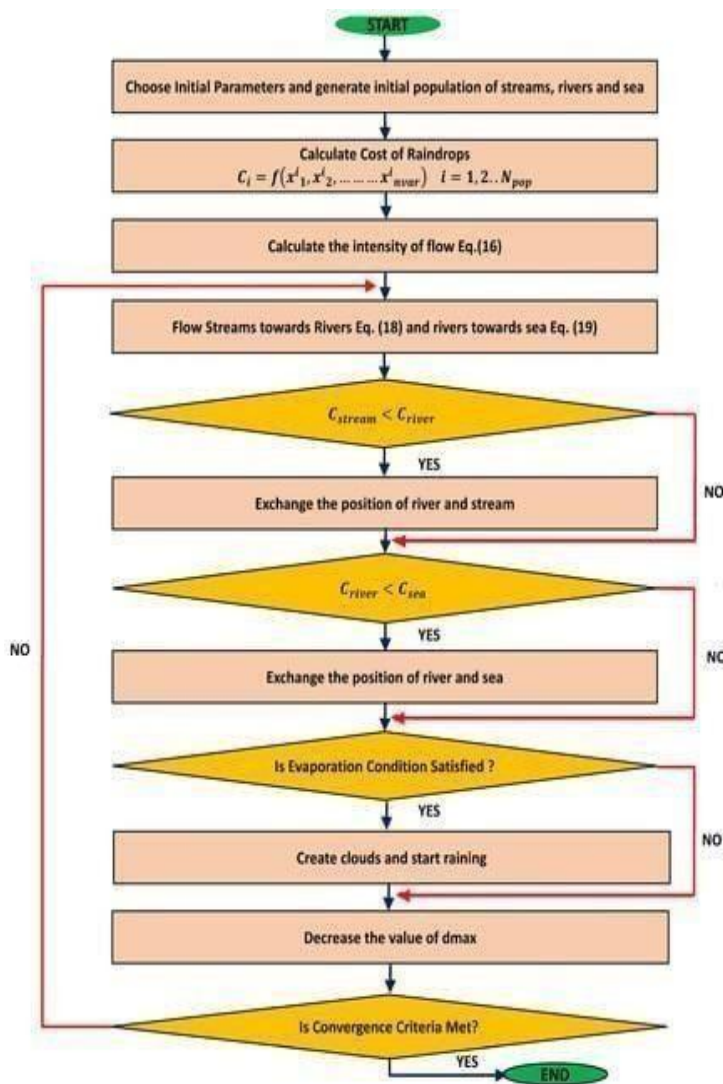 START
Choose Initial Parameters and generate initial population of streams, rivers and sea
Calculate Cost of Raindrops
C_i = f(x^i_1, x^i_2, ......... x^i_nvar) i = 1, 2.. N_pop
Calculate the intensity of flow Eq.(16)
Flow Streams towards Rivers Eq. (18) and rivers towards sea Eq. (19)
C_stream < C_river
YES
NO
Exchange the position of river and stream
C_river < C_sea
YES
NO
NO
Exchange the position of river and sea
Is Evaporation Condition Satisfied ?
YES
NO
Create clouds and start raining
Decrease the value of dmax
Is Convergence Criteria Met?
YES
END